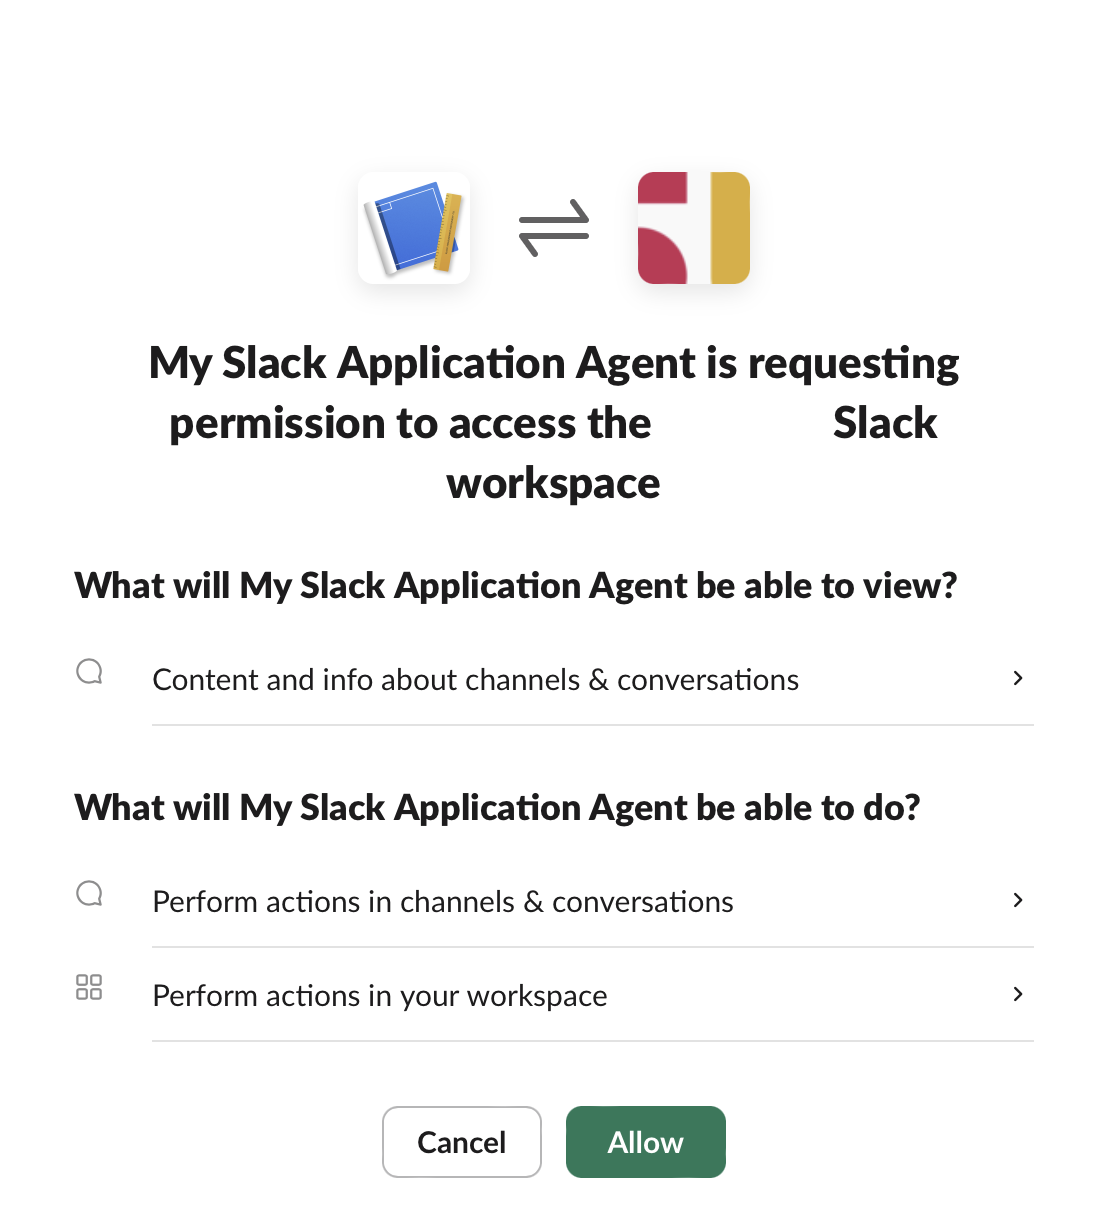 My Slack Application Agent is requesting
permission to access the Slack
workspace
What will My Slack Application Agent be able to view?
Content and info about channels & conversations
What will My Slack Application Agent be able to do?
Perform actions in channels & conversations
Perform actions in your workspace
Cancel
Allow